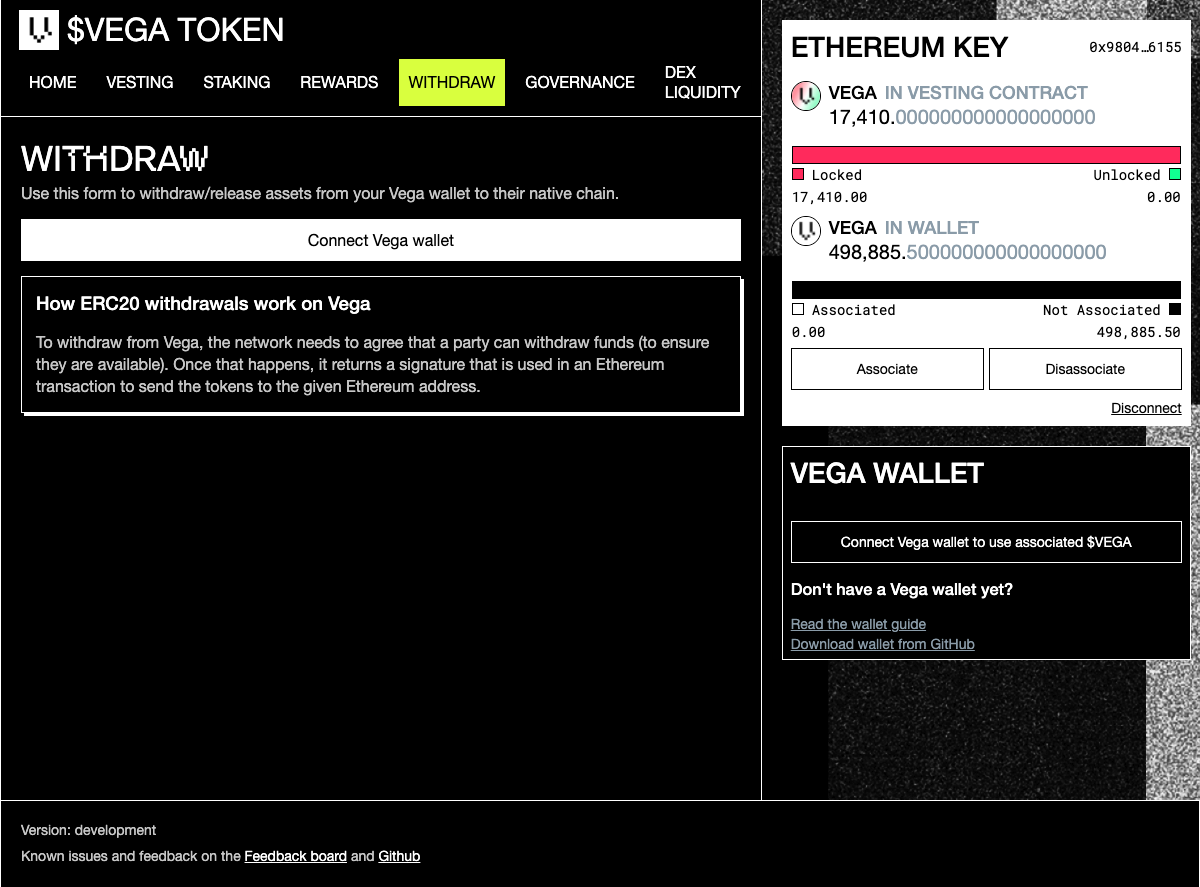 $VEGA TOKEN
HOME VESTING STAKING REWARDS WITHDRAW GOVERNANCE DEX LIQUIDITY
WITHDRAW
Use this form to withdraw/release assets from your Vega wallet to their native chain.
Connect Vega wallet
How ERC20 withdrawals work on Vega
To withdraw from Vega, the network needs to agree that a party can withdraw funds (to ensure
they are available). Once that happens, it returns a signature that is used in an Ethereum
transaction to send the tokens to the given Ethereum address.
ETHEREUM KEY 0x9804…6155
VEGA IN VESTING CONTRACT
17,410.000000000000000000
Locked Unlocked
17,410.00 0.00
VEGA IN WALLET
498,885.500000000000000000
Associated Not Associated
0.00 498,885.50
Associate Disassociate
Disconnect
VEGA WALLET
Connect Vega wallet to use associated $VEGA
Don't have a Vega wallet yet?
Read the wallet guide
Download wallet from GitHub
Version: development
Known issues and feedback on the Feedback board and Github